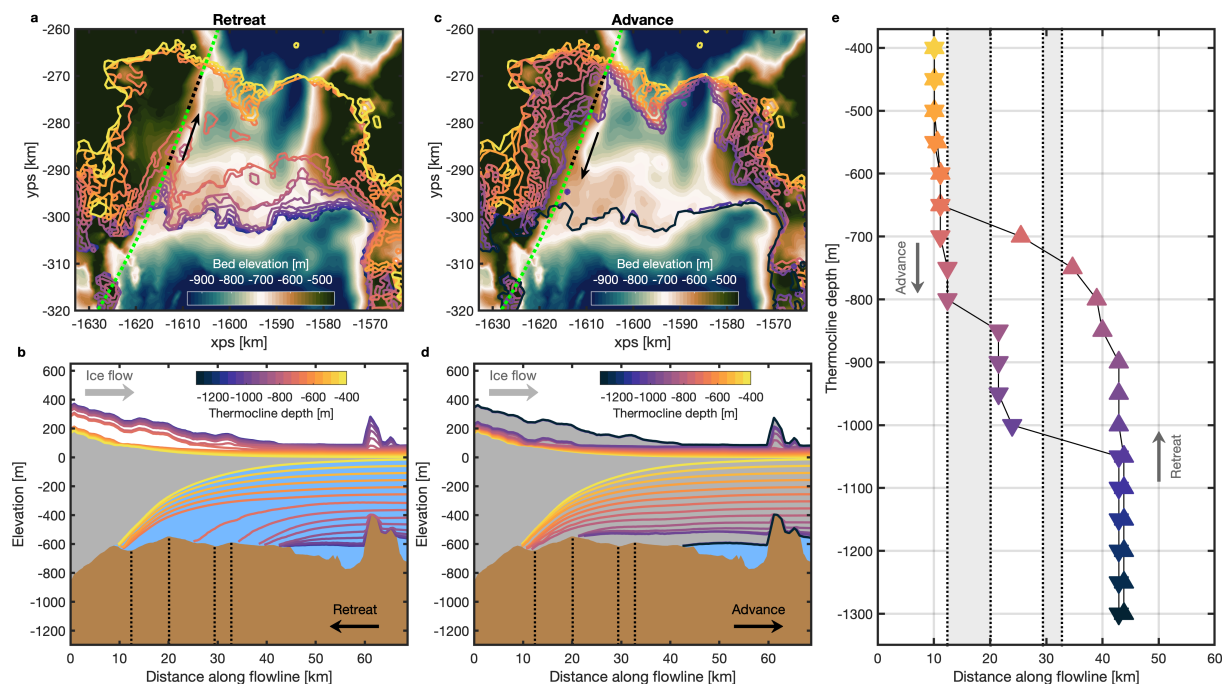 a
Retreat
-260
-270
-280
-290
-300
-310
-320
yps [km]
Bed elevation [m]
-900 -800 -700 -600 -500
-1630 -1620 -1610 -1600 -1590 -1580 -1570
xps [km]
c
Advance
-260
-270
-280
-290
-300
-310
-320
yps [km]
Bed elevation [m]
-900 -800 -700 -600 -500
-1630 -1620 -1610 -1600 -1590 -1580 -1570
xps [km]
b
600
400
200
0
-200
-400
-600
-800
-1000
-1200
Elevation [m]
Ice flow
-1200 -1000 -800 -600 -400
Thermocline depth [m]
Retreat
0 10 20 30 40 50 60
Distance along flowline [km]
d
600
400
200
0
-200
-400
-600
-800
-1000
-1200
Elevation [m]
Ice flow
-1200 -1000 -800 -600 -400
Thermocline depth [m]
Advance
0 10 20 30 40 50 60
Distance along flowline [km]
e
-400
-500
-600
-700
-800
-900
-1000
-1100
-1200
-1300
Thermocline depth [m]
Advance
Retreat
0 10 20 30 40 50 60
Distance along flowline [km]